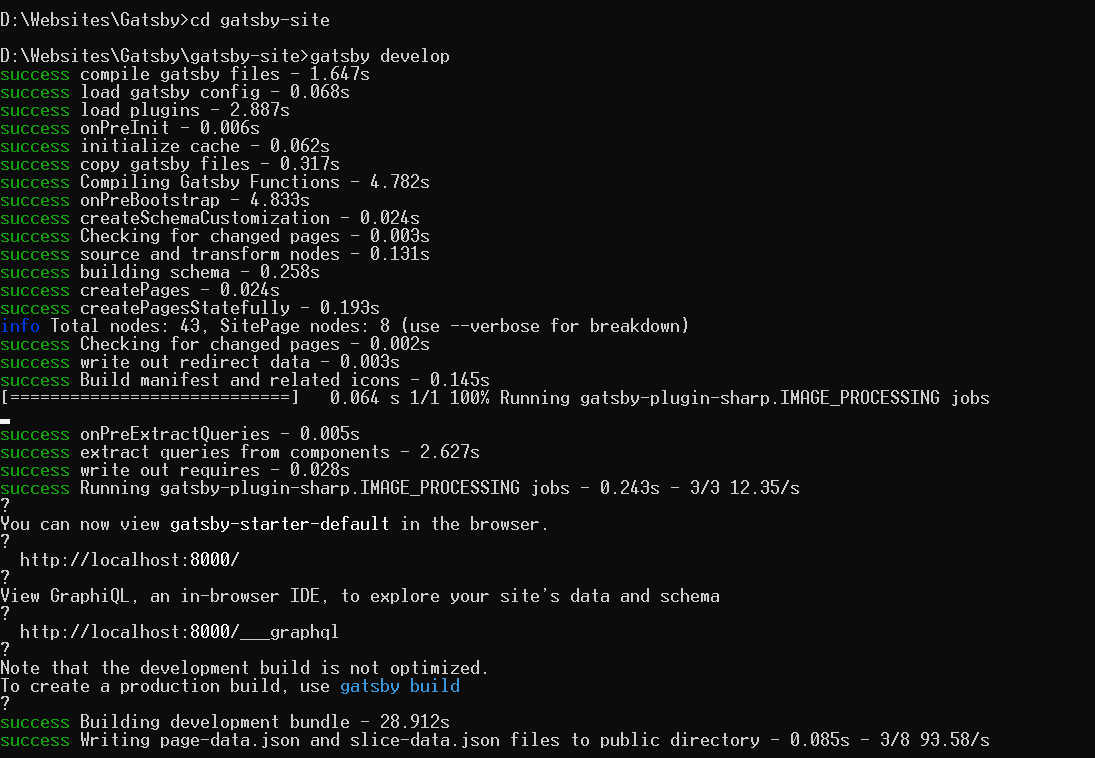 D:\Websites\Gatsby>cd gatsby-site
D:\Websites\Gatsby\gatsby-site>gatsby develop
success compile gatsby files - 1.647s
success load gatsby config - 0.068s
success load plugins - 2.887s
success onPreInit - 0.006s
success initialize cache - 0.062s
success copy gatsby files - 0.317s
success Compiling Gatsby Functions - 4.782s
success onPreBootstrap - 4.833s
success createSchemaCustomization - 0.024s
success Checking for changed pages - 0.003s
success source and transform nodes - 0.131s
success building schema - 0.258s
success createPages - 0.024s
success createPagesStatefully - 0.193s
info Total nodes: 43, SitePage nodes: 8 (use --verbose for breakdown)
success Checking for changed pages - 0.002s
success write out redirect data - 0.003s
success Build manifest and related icons - 0.145s
[============================]   0.064 s 1/1 100% Running gatsby-plugin-sharp.IMAGE_PROCESSING jobs
success onPreExtractQueries - 0.005s
success extract queries from components - 2.627s
success write out requires - 0.028s
success Running gatsby-plugin-sharp.IMAGE_PROCESSING jobs - 0.243s - 3/3 12.35/s
?
You can now view gatsby-starter-default in the browser.
?
  http://localhost:8000/
?
View GraphiQL, an in-browser IDE, to explore your site's data and schema
?
  http://localhost:8000/___graphql
?
Note that the development build is not optimized.
To create a production build, use gatsby build
?
success Building development bundle - 28.912s
success Writing page-data.json and slice-data.json files to public directory - 0.085s - 3/8 93.58/s